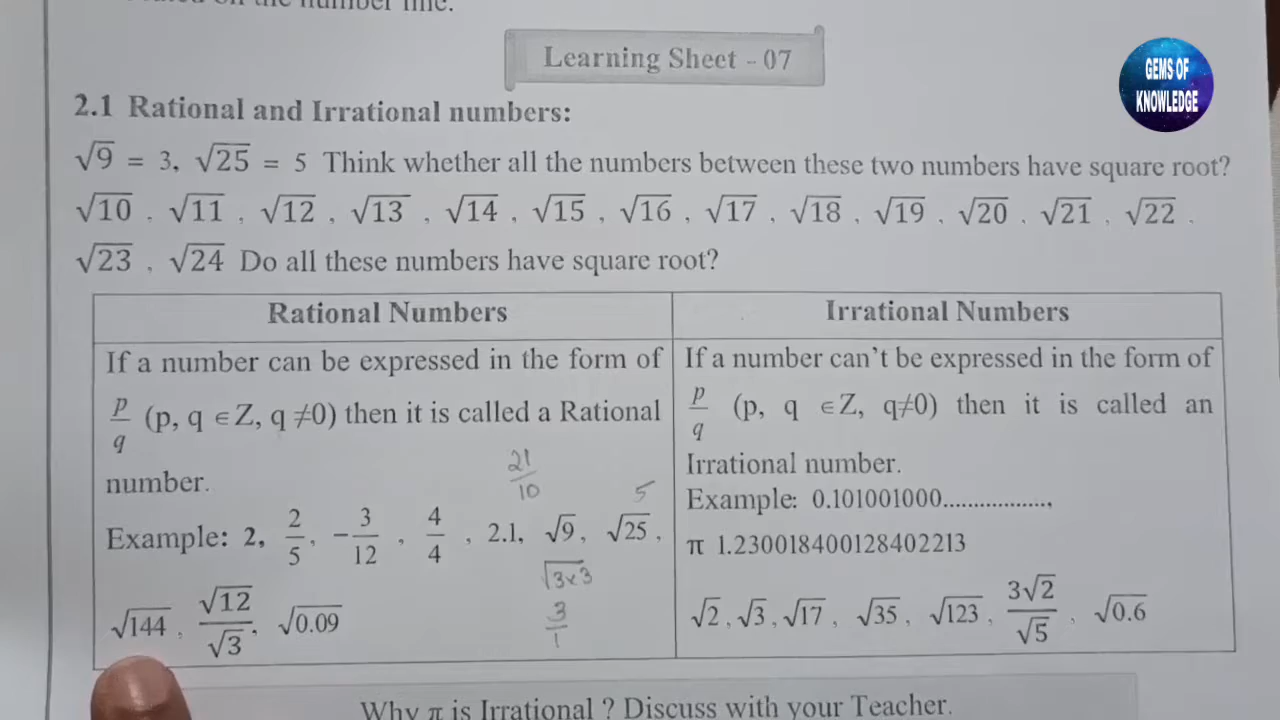 on the number line.
Learning Sheet - 07
GEMS OF
KNOWLEDGE
2.1 Rational and Irrational numbers:
√9 = 3, √25 = 5 Think whether all the numbers between these two numbers have square root?
√10 , √11 , √12 , √13 , √14 , √15 , √16 , √17 , √18 , √19 , √20 , √21 , √22 ,
√23 , √24 Do all these numbers have square root?
Rational Numbers
If a number can be expressed in the form of
p/q (p, q ∈ Z, q ≠0) then it is called a Rational
number.
21/10
5
Example: 2, 2/5, −3/12 , 4/4 , 2.1, √9, √25,
√3×3
√144 , √12/√3, √0.09
3/1
Irrational Numbers
If a number can't be expressed in the form of
p/q (p, q ∈Z, q≠0) then it is called an
Irrational number.
Example: 0.101001000.................,
π 1.230018400128402213
√2, √3, √17, √35, √123, 3√2/√5 , √0.6
Why π is Irrational ? Discuss with your Teacher.